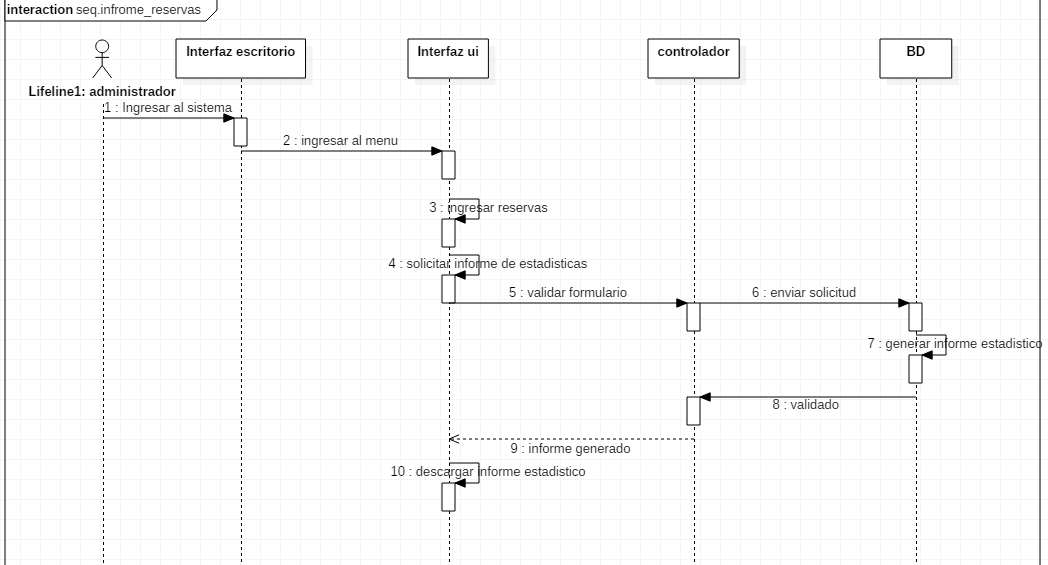 interaction seq.infrome_reservas
Interfaz escritorio
Interfaz ui
controlador
BD
Lifeline1: administrador
1 : Ingresar al sistema
2 : ingresar al menu
3 : ingresar reservas
4 : solicitar informe de estadisticas
5 : validar formulario
6 : enviar solicitud
7 : generar informe estadistico
8 : validado
9 : informe generado
10 : descargar informe estadistico